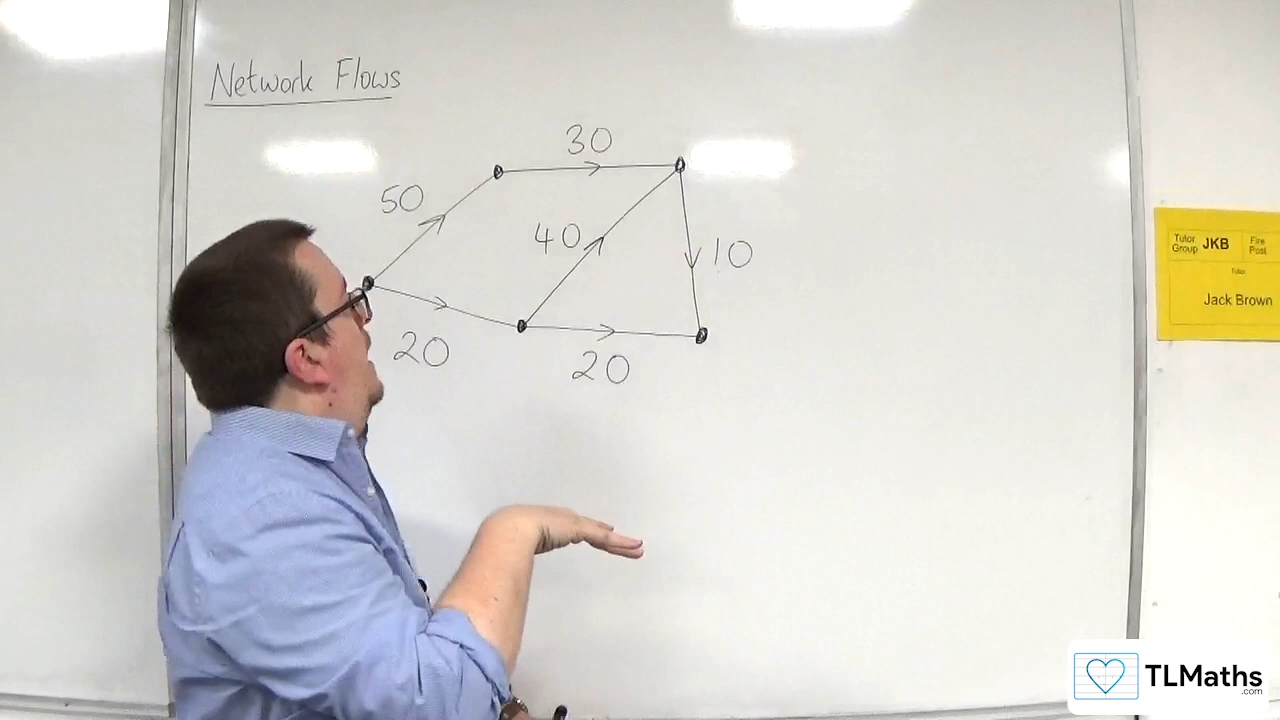 Network Flows
30
50
40
10
20
20
Tutor Group JKB Fire Post
Tutor
Jack Brown
TLMaths
.com